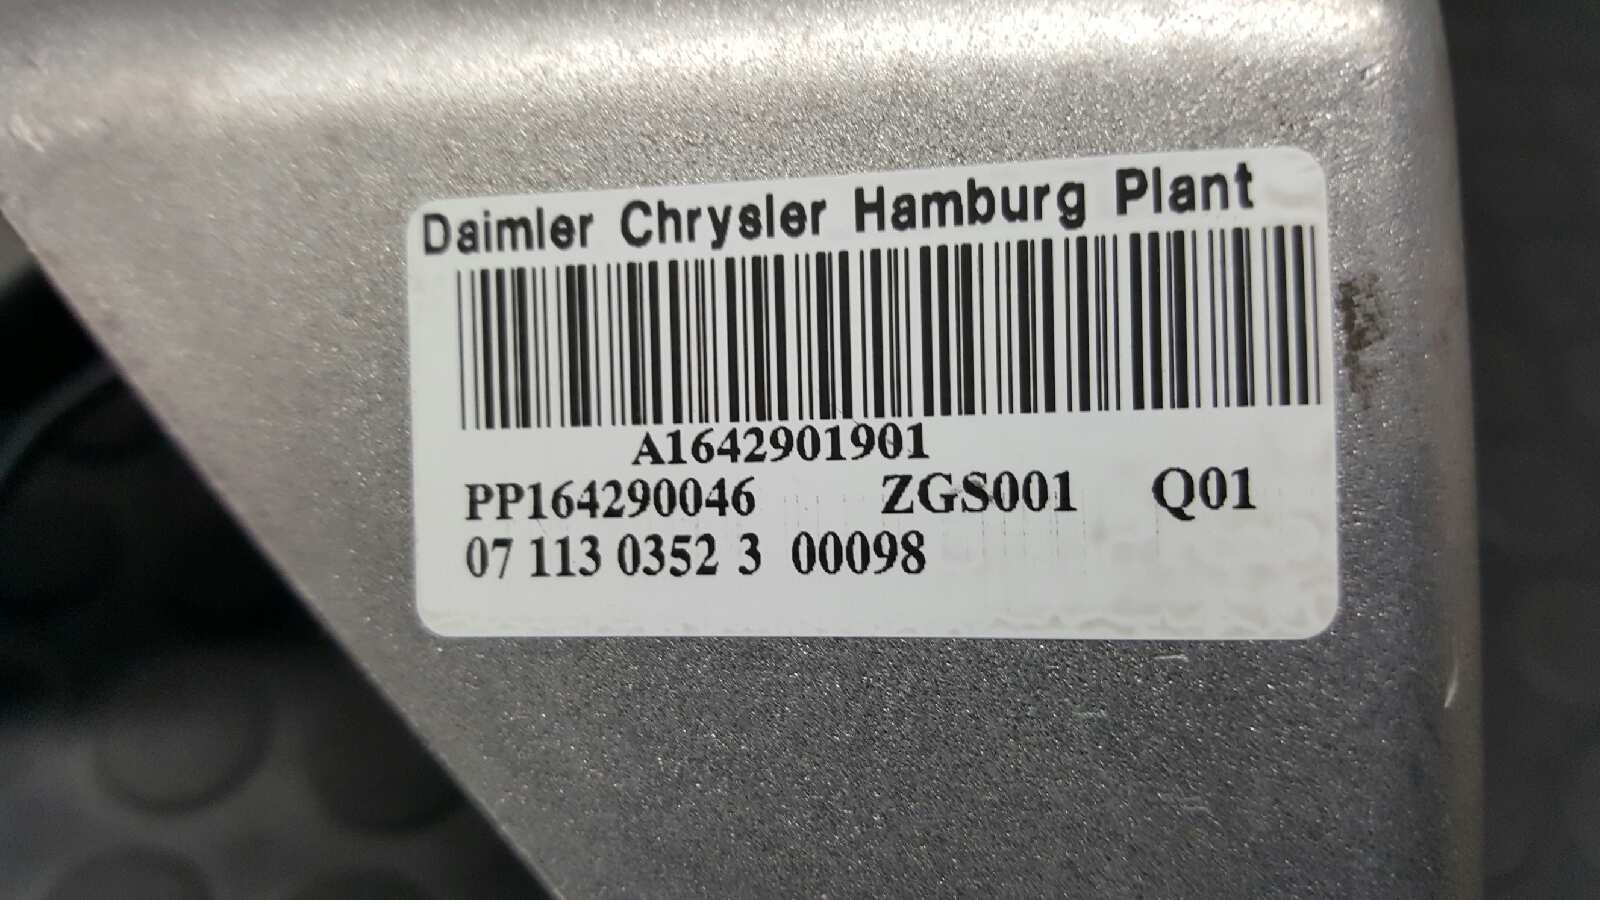 Daimler Chrysler Hamburg Plant
A1642901901
PP164290046 ZGS001 Q01
07 113 0352 3 00098